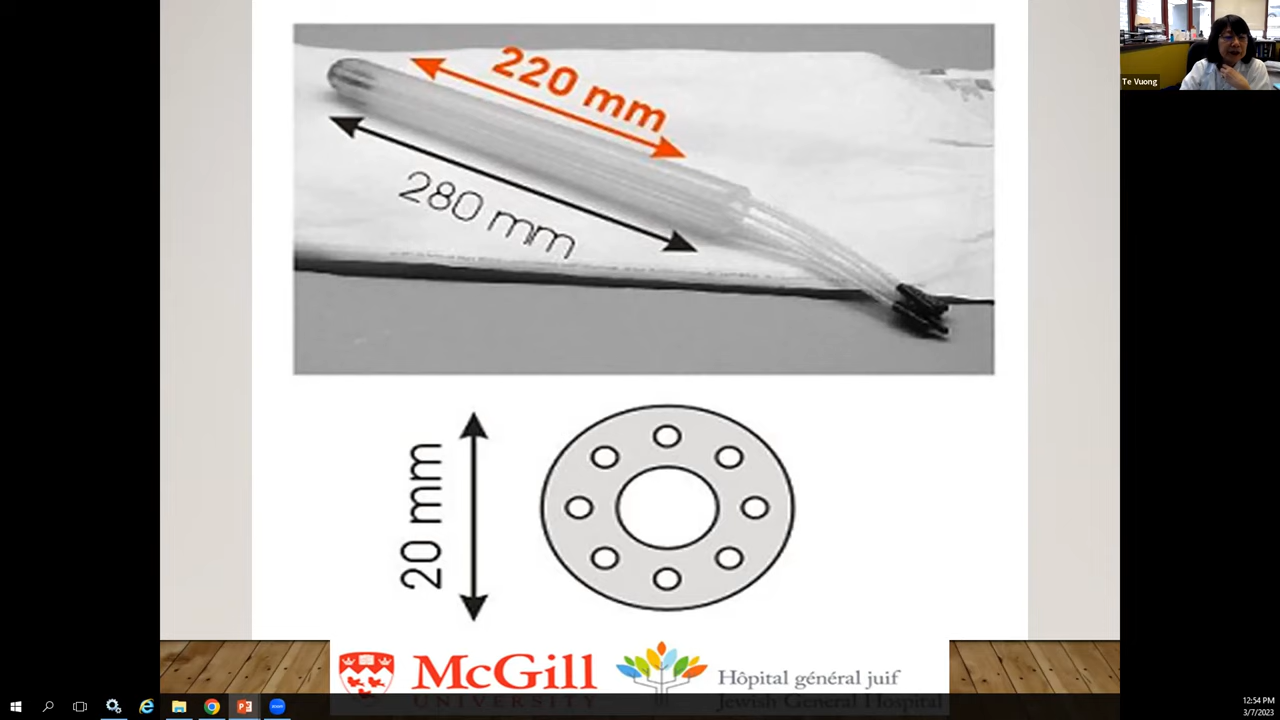 220 mm
280 mm
Te Vuong
20 mm
McGill
UNIVERSITY
Hôpital général juif
Jewish General Hospital
12:54 PM
3/7/2023